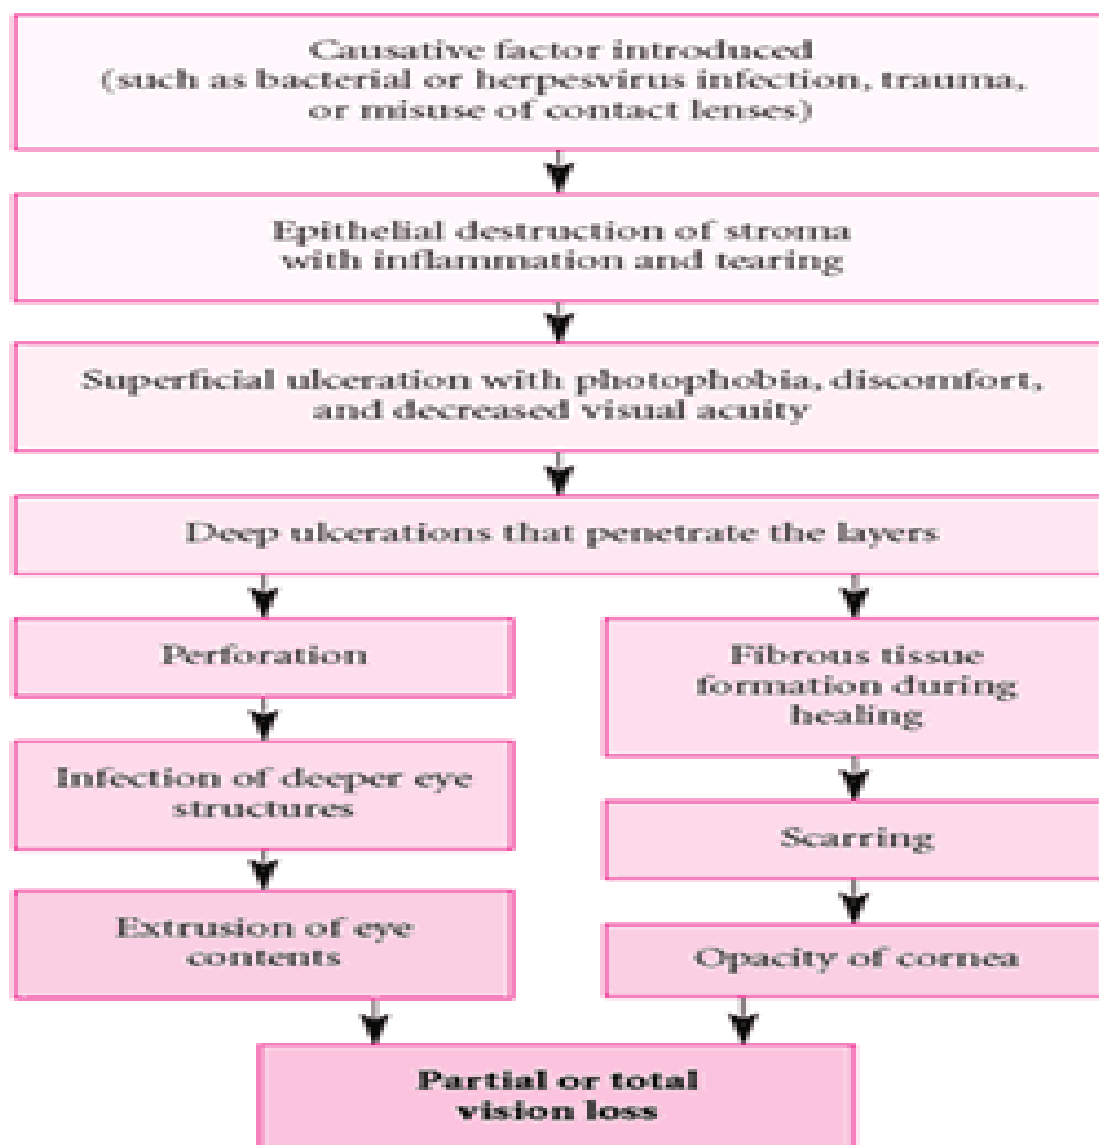 Causative factor introduced
(such as bacterial or herpesvirus infection, trauma,
or misuse of contact lenses)
Epithelial destruction of stroma
with inflammation and tearing
Superficial ulceration with photophobia, discomfort,
and decreased visual acuity
Deep ulcerations that penetrate the layers
Perforation
Infection of deeper eye
structures
Extrusion of eye
contents
Fibrous tissue
formation during
healing
Scarring
Opacity of cornea
Partial or total
vision loss